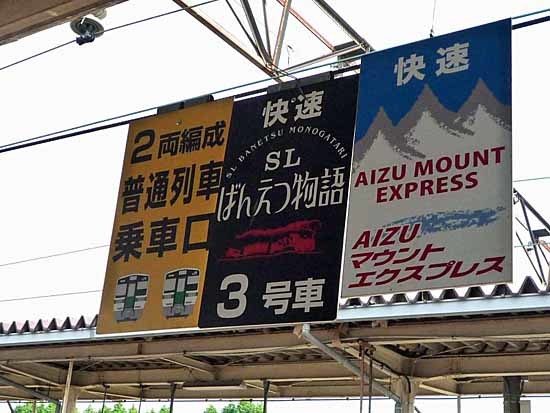 2両編成
普通列車
乗車口
快速
SL BANETSU MONOGATARI
SL
ばんえつ物語
3号車
快速
AIZU MOUNT
EXPRESS
AIZU
マウント
エクスプレス